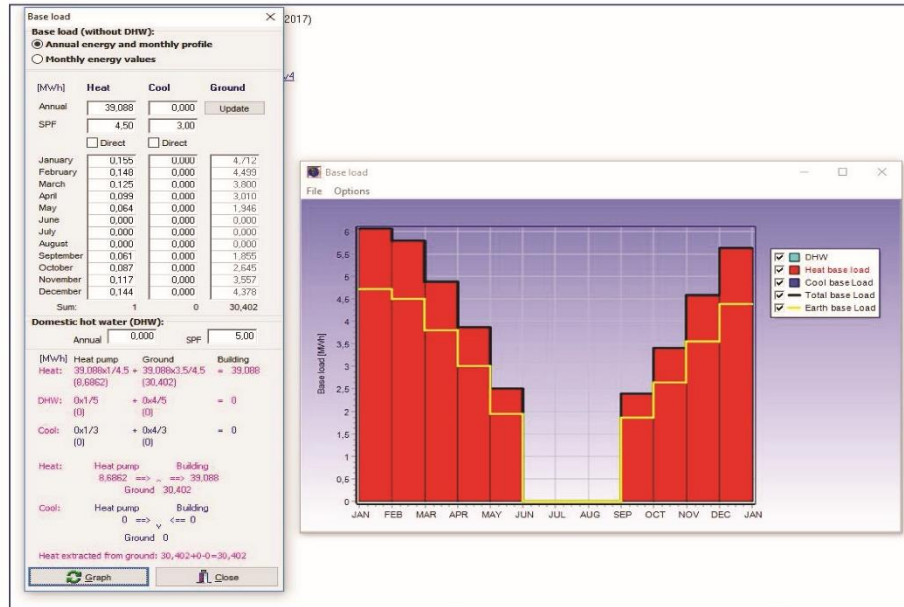 Base load
2017)
Base load (without DHW):
Annual energy and monthly profile
Monthly energy values
v4
[MWh] Heat Cool Ground
Annual 39,088 0,000 Update
SPF 4,50 3,00
Direct Direct
January 0,155 0,000 4,712
February 0,148 0,000 4,499
March 0,125 0,000 3,800
April 0,099 0,000 3,010
May 0,064 0,000 1,946
June 0,000 0,000 0,000
July 0,000 0,000 0,000
August 0,000 0,000 0,000
September 0,061 0,000 1,855
October 0,087 0,000 2,645
November 0,117 0,000 3,557
December 0,144 0,000 4,378
Sum: 1 0 30,402
Domestic hot water (DHW):
Annual 0,000 SPF 5,00
[MWh] Heat pump Ground Building
Heat: 39,088x1/4,5 + 39,088x3,5/4,5 = 39,088
(8,6862) (30,402)
DHW: 0x1/5 + 0x4/5 = 0
(0) (0)
Cool: 0x1/3 + 0x4/3 = 0
(0) (0)
Heat: Heat pump Building
8,6862 ==> .. ==> 39,088
Ground 30,402
Cool: Heat pump Building
0 ==> v <== 0
Ground 0
Heat extracted from ground: 30,402+0-0=30,402
Graph Close
Base load
File Options
Base load [MWh]
6
5,5
5
4,6
4
3,5
3
2,5
2
1,5
1
0,5
0
JAN FEB MAR APR MAY JUN JUL AUG SEP OCT NOV DEC JAN
DHW
Heat base load
Cool base Load
Total base Load
Earth base Load